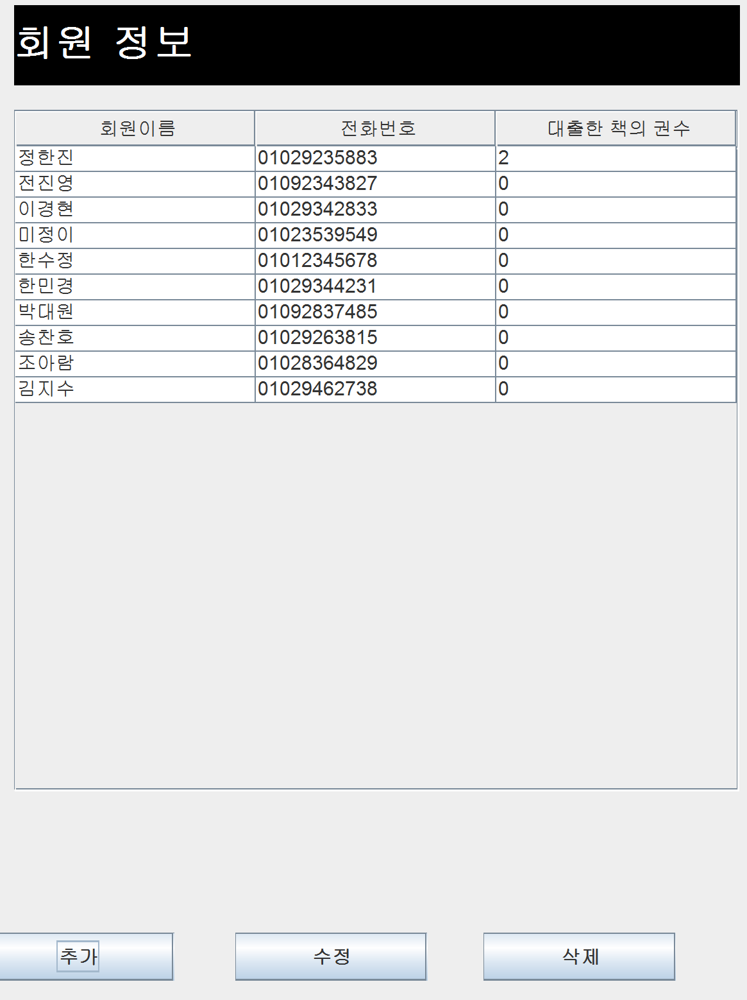 회원 정보
회원이름 전화번호 대출한 책의 권수
정한진 01029235883 2
전진영 01092343827 0
이경현 01029342833 0
미정이 01023539549 0
한수정 01012345678 0
한민경 01029344231 0
박대원 01092837485 0
송찬호 01029263815 0
조아람 01028364829 0
김지수 01029462738 0
추가 수정 삭제